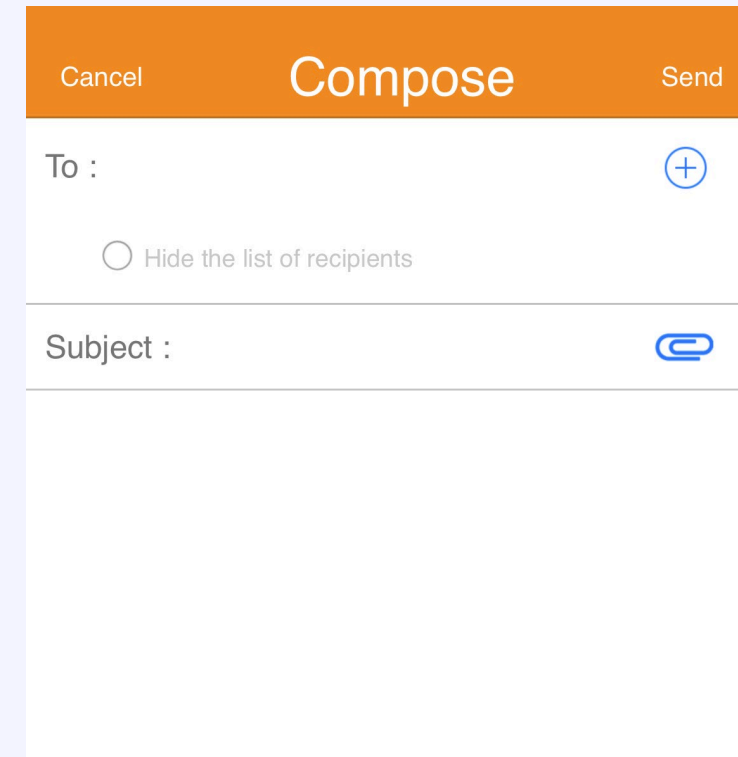 Cancel Compose Send
To :
Hide the list of recipients
Subject :